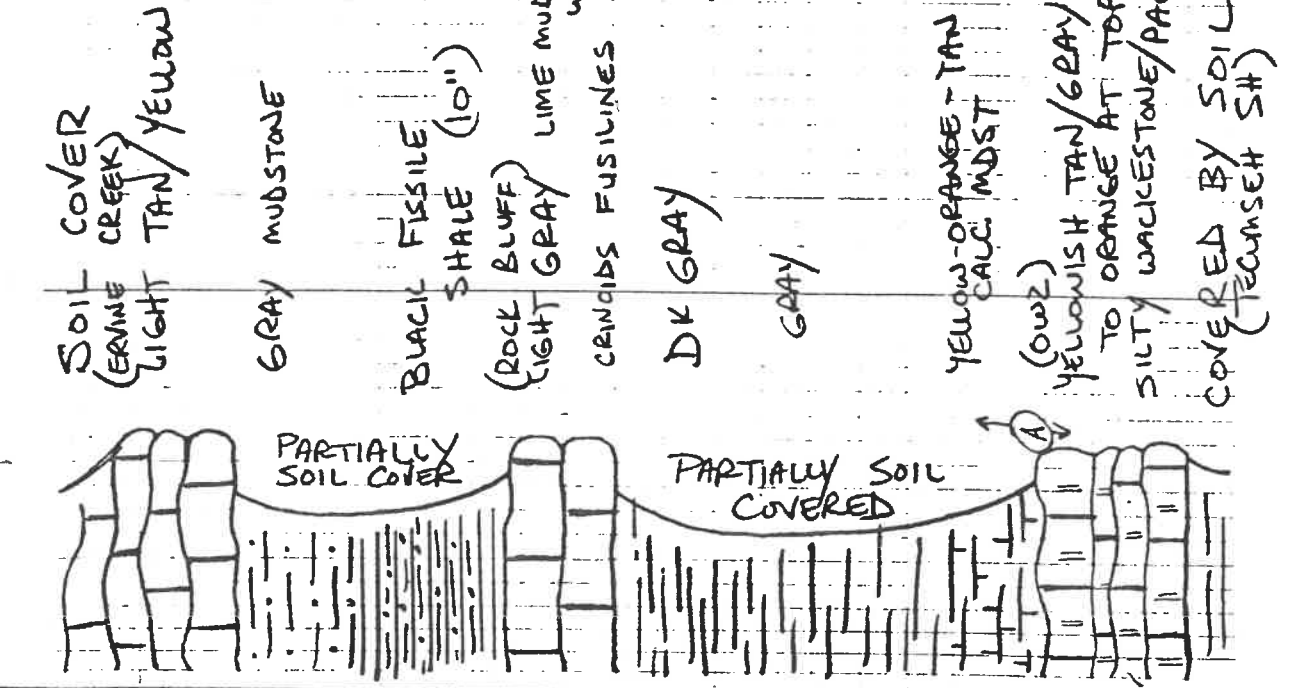 SOIL COVER
(ERVINE CREEK)
LIGHT TAN/YELLOW
GRAY MUDSTONE
BLACK FISSILE
SHALE (10")
(ROCK BLUFF)
LIGHT GRAY LIME MUD
CRINOIDS FUSILINES
DK GRAY
GRAY
YELLOW-ORANGE-TAN
CALC. MDST
(OWZ)
YELLOWISH TAN/GRAY/
TO ORANGE AT TOP
SILTY WACKESTONE/PAC
COVERED BY SOIL
(TECUMSEH SH)
PARTIALLY
SOIL COVER
PARTIALLY SOIL
COVERED
A